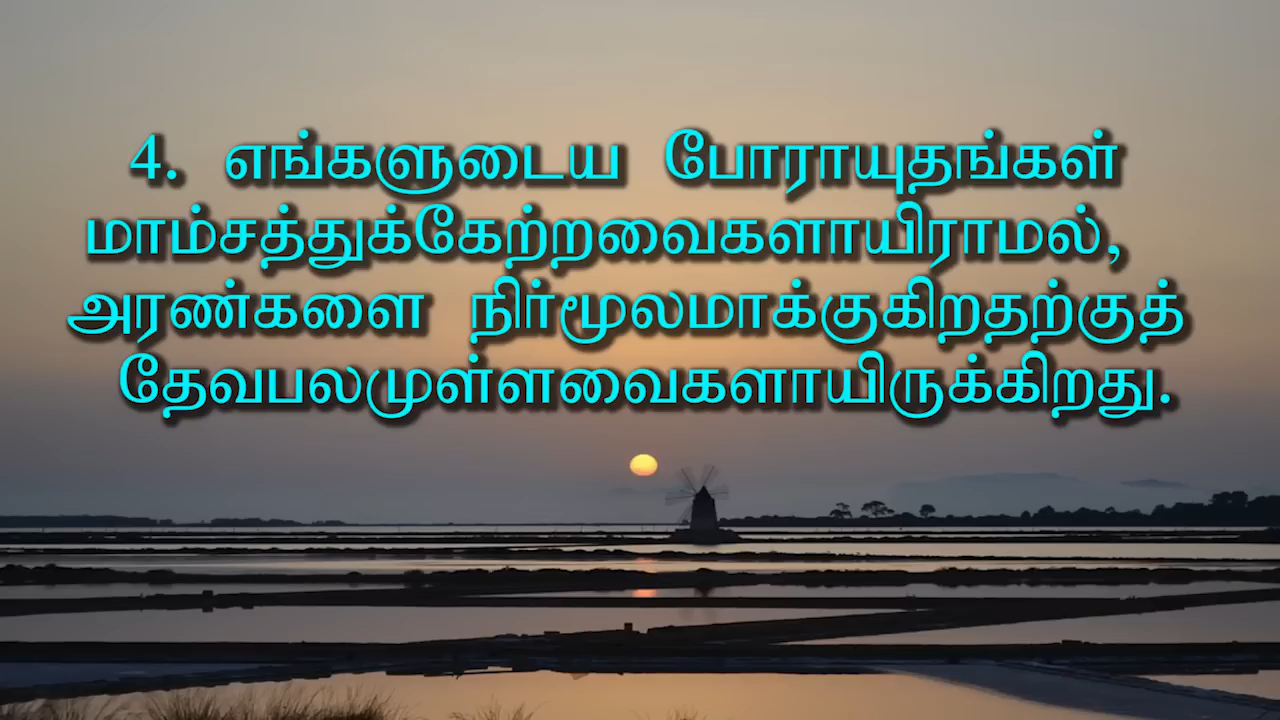 4. எங்களுடைய போராயுதங்கள்
மாம்சத்துக்கேற்றவைகளாயிராமல்,
அரண்களை நிர்மூலமாக்குகிறதற்குத்
தேவபலமுள்ளவைகளாயிருக்கிறது.